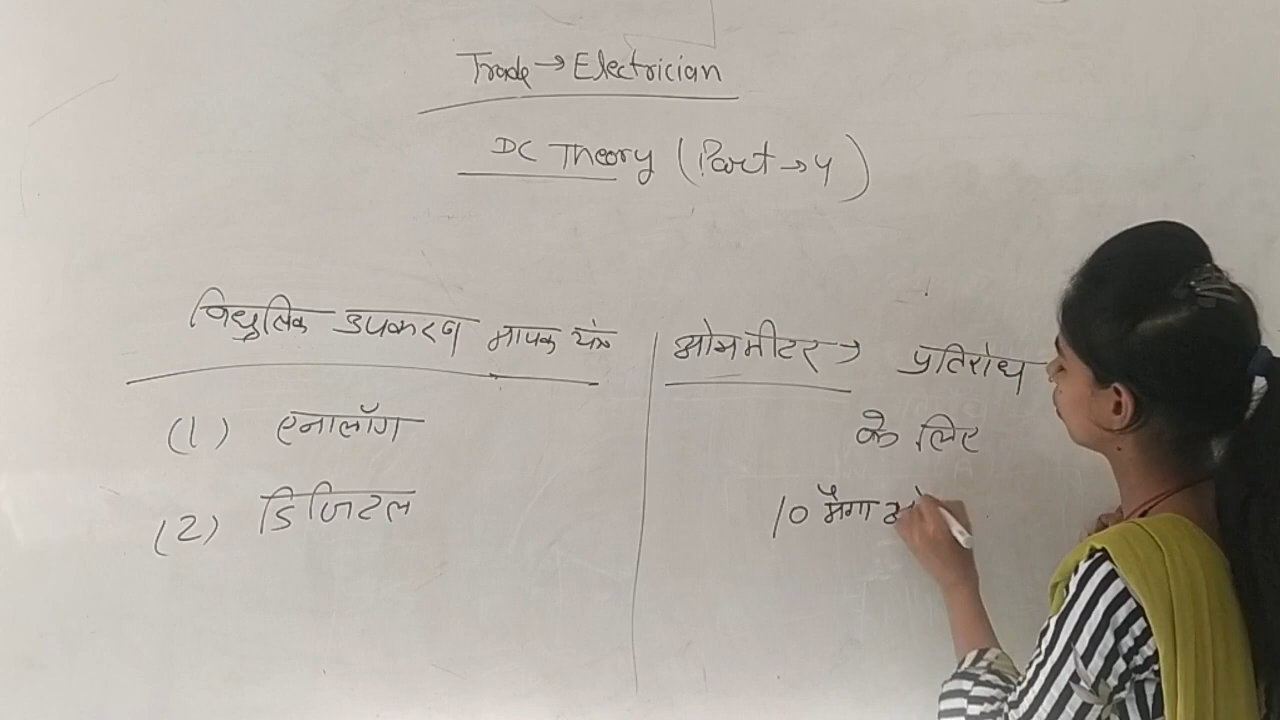 Trade → Electrician
DC Theory (Part → 4)
विधुतिक उपकरण मापक यंत्र
(1) एनालॉग
(2) डिजिटल
ओममीटर → प्रतिरोध
के लिए
10 मैगा